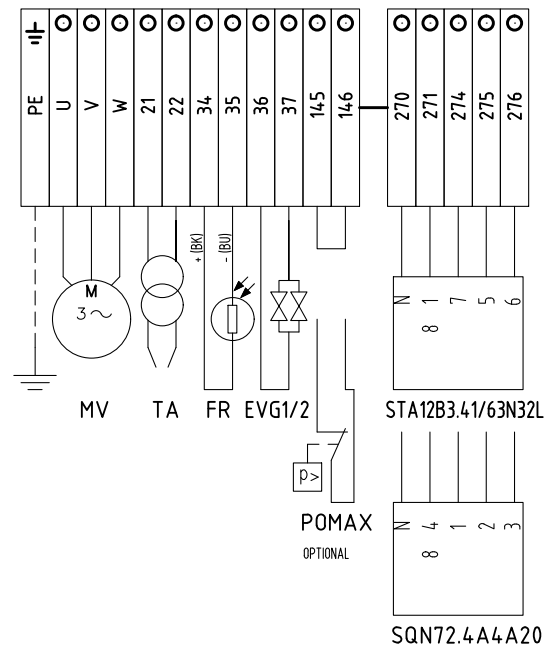 PE U V W 21 22 34 35 36 37 145 146 270 271 274 275 276
+ (BK) - (BU)
M
3~
N 1 7 5 6
8
MV TA FR EVG1/2 STA12B3.41/63N32L
p>
POMAX
OPTIONAL
N 4 1 2 3
8
SQN72.4A4A20